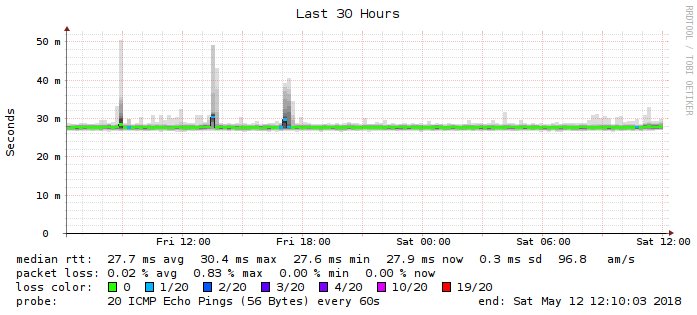 Last 30 Hours
RRDTOOL / TOBI OETIKER
Seconds
50 m
40 m
30 m
20 m
10 m
0
Fri 12:00 Fri 18:00 Sat 00:00 Sat 06:00 Sat 12:00
median rtt: 27.7 ms avg 30.4 ms max 27.6 ms min 27.9 ms now 0.3 ms sd 96.8 am/s
packet loss: 0.02 % avg 0.83 % max 0.00 % min 0.00 % now
loss color: 0 1/20 2/20 3/20 4/20 10/20 19/20
probe: 20 ICMP Echo Pings (56 Bytes) every 60s end: Sat May 12 12:10:03 2018